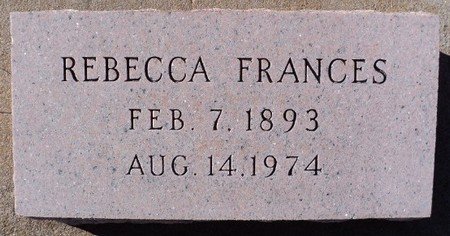 REBECCA FRANCES
FEB. 7. 1893
AUG. 14. 1974